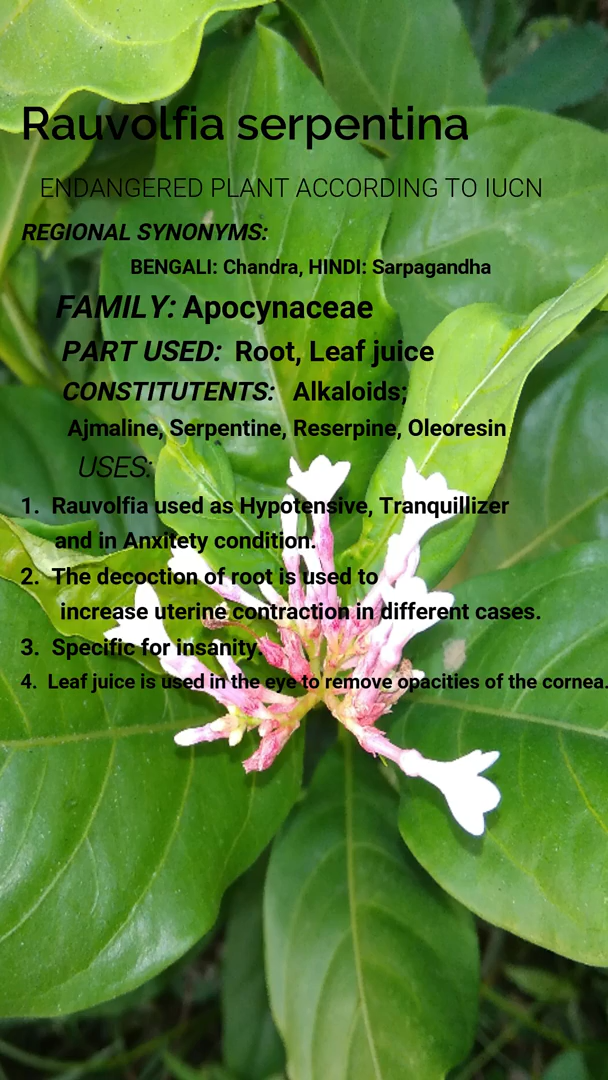 Rauvolfia serpentina
ENDANGERED PLANT ACCORDING TO IUCN
REGIONAL SYNONYMS:
BENGALI: Chandra, HINDI: Sarpagandha
FAMILY: Apocynaceae
PART USED: Root, Leaf juice
CONSTITUTENTS: Alkaloids;
Ajmaline, Serpentine, Reserpine, Oleoresin
USES:
1. Rauvolfia used as Hypotensive, Tranquillizer
and in Anxitety condition.
2. The decoction of root is used to
increase uterine contraction in different cases.
3. Specific for insanity.
4. Leaf juice is used in the eye to remove opacities of the cornea.